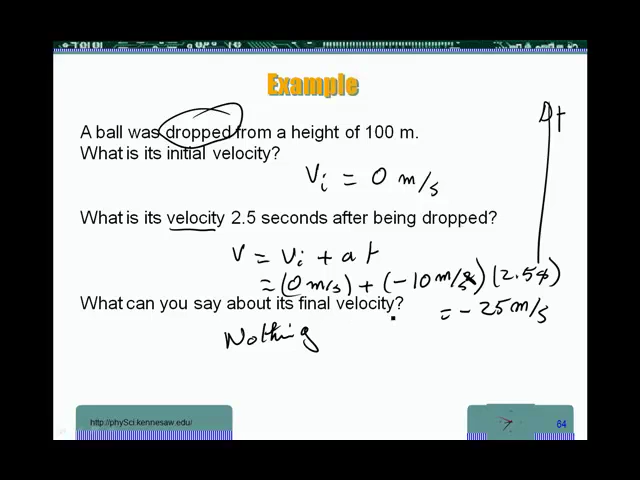 Example
A ball was dropped from a height of 100 m.
What is its initial velocity?
Vi = 0 m/s
What is its velocity 2.5 seconds after being dropped?
V = Vi + a t
= (0 m/s) + (-10 m/s) (2.5 s)
What can you say about its final velocity?
= - 25 m/s
Nothing
http://phySci.kennesaw.edu/
64